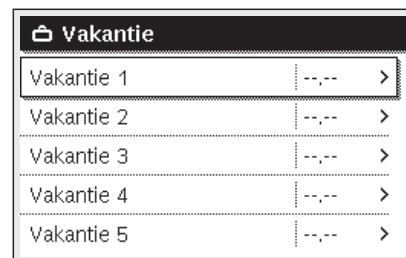 Vakantie
Vakantie 1 --.-- >
Vakantie 2 --.-- >
Vakantie 3 --.-- >
Vakantie 4 --.-- >
Vakantie 5 --.-- >